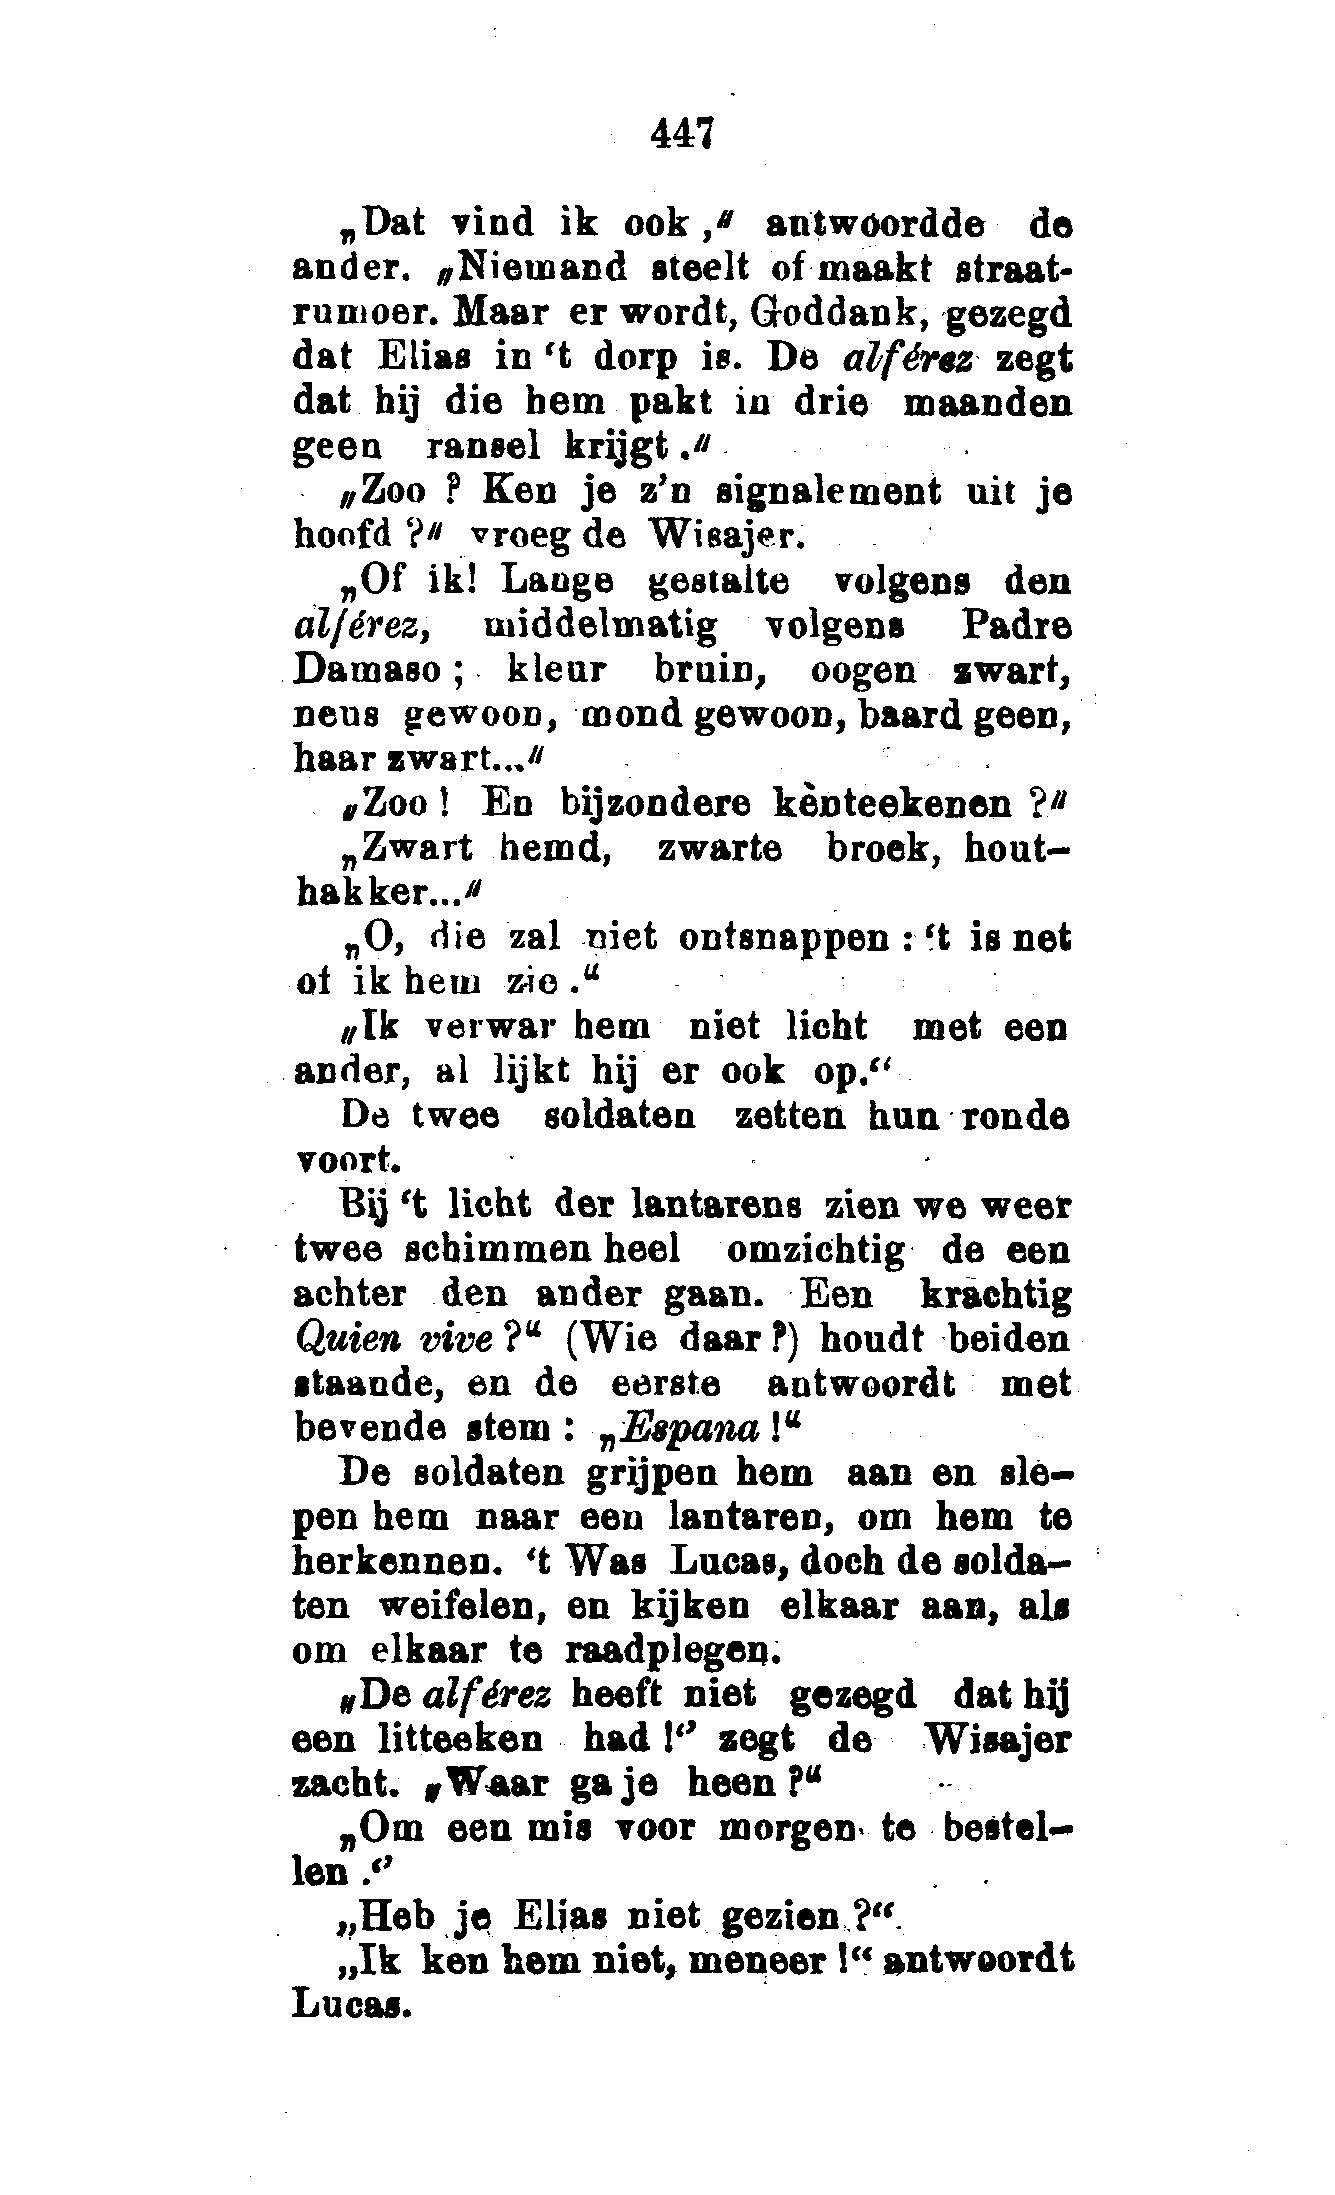 447
„Dat vind ik ook," antwoordde de
ander. „Niemand steelt of maakt straat-
rumoer. Maar er wordt, Goddank, gezegd
dat Elias in 't dorp is. De alférez zegt
dat hij die hem pakt in drie maanden
geen ransel krijgt."
„Zoo? Ken je z'n signalement uit je
hoofd?" vroeg de Wisajer.
„Of ik! Lange gestalte volgens den
alférez, middelmatig volgens Padre
Damaso; kleur bruin, oogen zwart,
neus gewoon, mond gewoon, baard geen,
haar zwart..."
„Zoo! En bijzondere kènteekenen?"
„Zwart hemd, zwarte broek, hout-
hakker..."
„O, die zal niet ontsnappen: 't is net
of ik hem zie."
„Ik verwar hem niet licht met een
ander, al lijkt hij er ook op."
De twee soldaten zetten hun ronde
voort.
Bij 't licht der lantarens zien we weer
twee schimmen heel omzichtig de een
achter den ander gaan. Een krachtig
Quien vive?" (Wie daar?) houdt beiden
staande, en de eerste antwoordt met
bevende stem: „Espana!"
De soldaten grijpen hem aan en sle-
pen hem naar een lantaren, om hem te
herkennen. 't Was Lucas, doch de solda-
ten weifelen, en kijken elkaar aan, als
om elkaar te raadplegen.
„De alférez heeft niet gezegd dat hij
een litteeken had!" zegt de Wisajer
zacht. „Waar ga je heen?"
„Om een mis voor morgen te bestel-
len."
„Heb je Elias niet gezien?"
„Ik ken hem niet, meneer!" antwoordt
Lucas.